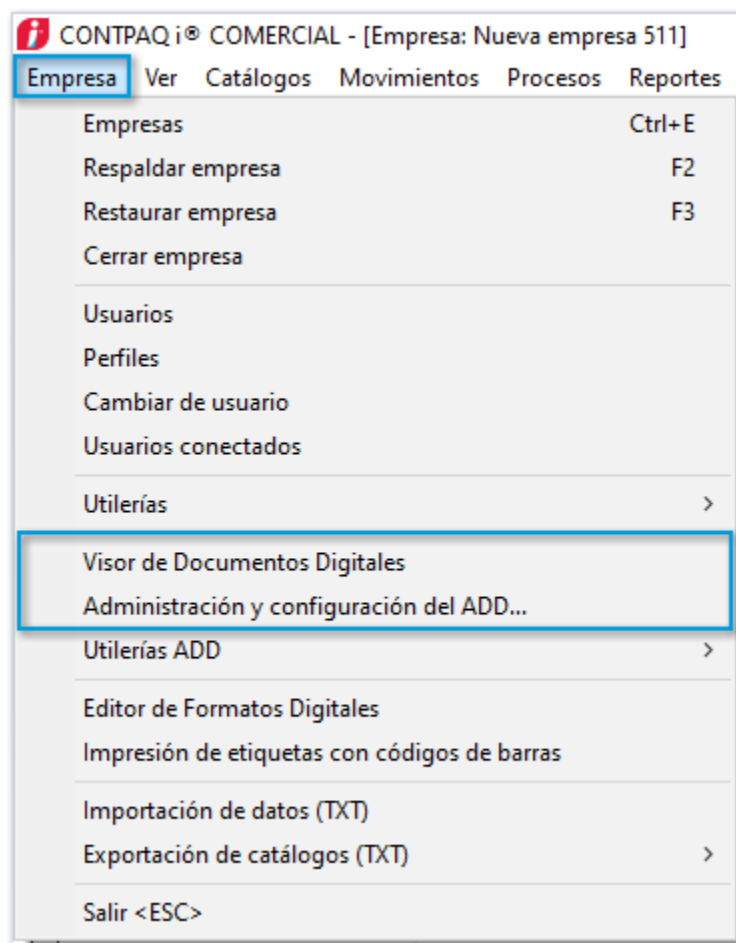 CONTPAQ i® COMERCIAL - [Empresa: Nueva empresa 511]
Empresa Ver Catálogos Movimientos Procesos Reportes
Empresas Ctrl+E
Respaldar empresa F2
Restaurar empresa F3
Cerrar empresa
Usuarios
Perfiles
Cambiar de usuario
Usuarios conectados
Utilerías >
Visor de Documentos Digitales
Administración y configuración del ADD...
Utilerías ADD >
Editor de Formatos Digitales
Impresión de etiquetas con códigos de barras
Importación de datos (TXT)
Exportación de catálogos (TXT) >
Salir <ESC>